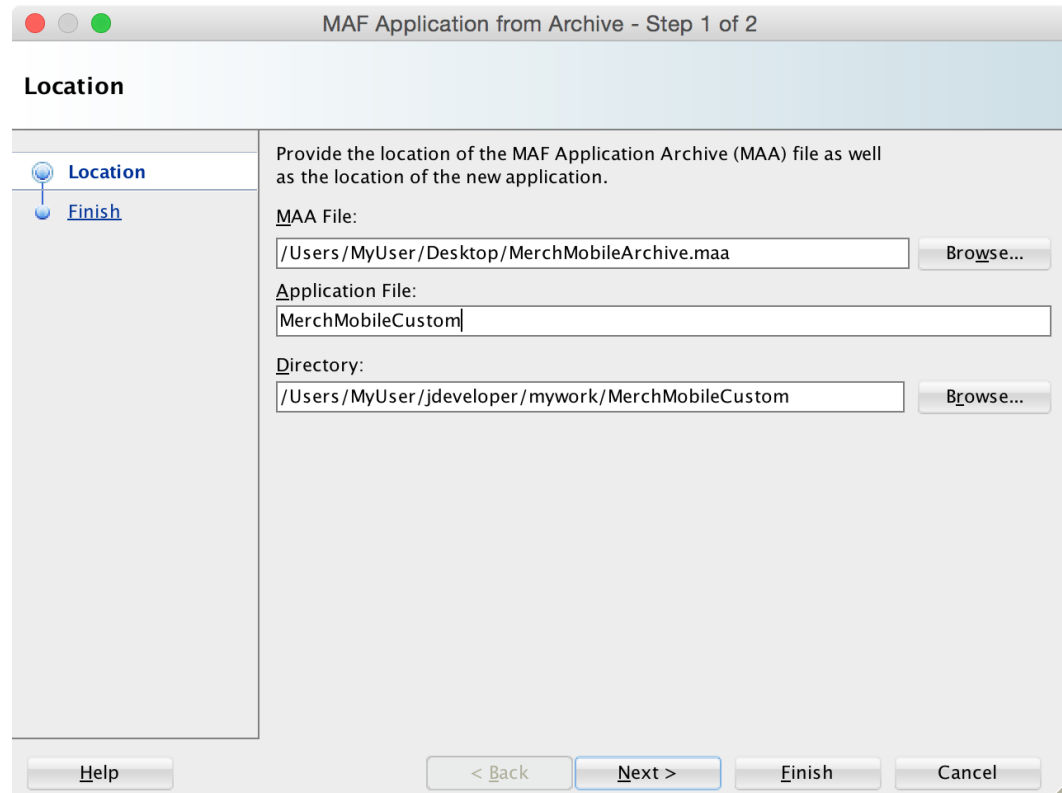 MAF Application from Archive - Step 1 of 2
Location
Location
Finish
Provide the location of the MAF Application Archive (MAA) file as well
as the location of the new application.
MAA File:
/Users/MyUser/Desktop/MerchMobileArchive.maa
Browse...
Application File:
MerchMobileCustom
Directory:
/Users/MyUser/jdeveloper/mywork/MerchMobileCustom
Browse...
Help
< Back
Next >
Finish
Cancel